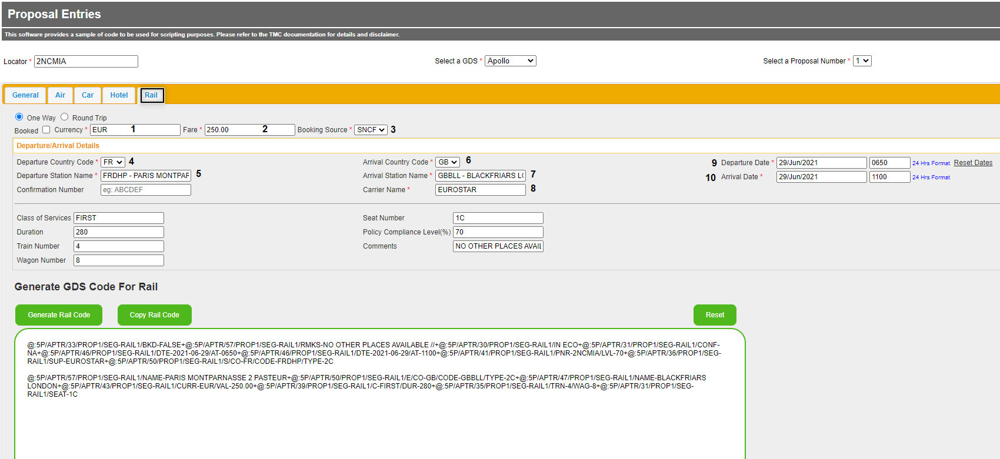 Proposal Entries
This software provides a sample of code to be used for scripting purposes. Please refer to the TMC documentation for details and disclaimer.
Locator * 2NCMIA Select a GDS * Apollo Select a Proposal Number * 1
General Air Car Hotel Rail
One Way Round Trip
Booked Currency * EUR 1 Fare * 250.00 2 Booking Source * SNCF 3
Departure/Arrival Details
Departure Country Code * FR 4 Arrival Country Code * GB 6 9 Departure Date * 29/Jun/2021 0650 24 Hrs Format Reset Dates
Departure Station Name * FRDHP - PARIS MONTPAR 5 Arrival Station Name * GBBLL - BLACKFRIARS LO 7 10 Arrival Date * 29/Jun/2021 1100 24 Hrs Format
Confirmation Number eg: ABCDEF Carrier Name * EUROSTAR 8
Class of Services FIRST Seat Number 1C
Duration 280 Policy Compliance Level(%) 70
Train Number 4 Comments NO OTHER PLACES AVAIL
Wagon Number 8
Generate GDS Code For Rail
Generate Rail Code Copy Rail Code Reset
@:5P/APTR/33/PROP1/SEG-RAIL1/BKD-FALSE+@:5P/APTR/57/PROP1/SEG-RAIL1/RMKS-NO OTHER PLACES AVAILABLE //+@:5P/APTR/30/PROP1/SEG-RAIL1/IN ECO+@:5P/APTR/31/PROP1/SEG-RAIL1/CONF-
NA+@:5P/APTR/46/PROP1/SEG-RAIL1/DTE-2021-06-29/AT-0650+@:5P/APTR/46/PROP1/SEG-RAIL1/DTE-2021-06-29/AT-1100+@:5P/APTR/41/PROP1/SEG-RAIL1/PNR-2NCMIA/LVL-70+@:5P/APTR/36/PROP1/SEG-
RAIL1/SUP-EUROSTAR+@:5P/APTR/50/PROP1/SEG-RAIL1/S/CO-FR/CODE-FRDHP/TYPE-2C
@:5P/APTR/57/PROP1/SEG-RAIL1/NAME-PARIS MONTPARNASSE 2 PASTEUR+@:5P/APTR/50/PROP1/SEG-RAIL1/E/CO-GB/CODE-GBBLL/TYPE-2C+@:5P/APTR/47/PROP1/SEG-RAIL1/NAME-BLACKFRIARS
LONDON+@:5P/APTR/43/PROP1/SEG-RAIL1/CURR-EUR/VAL-250.00+@:5P/APTR/39/PROP1/SEG-RAIL1/C-FIRST/DUR-280+@:5P/APTR/35/PROP1/SEG-RAIL1/TRN-4/WAG-8+@:5P/APTR/31/PROP1/SEG-
RAIL1/SEAT-1C